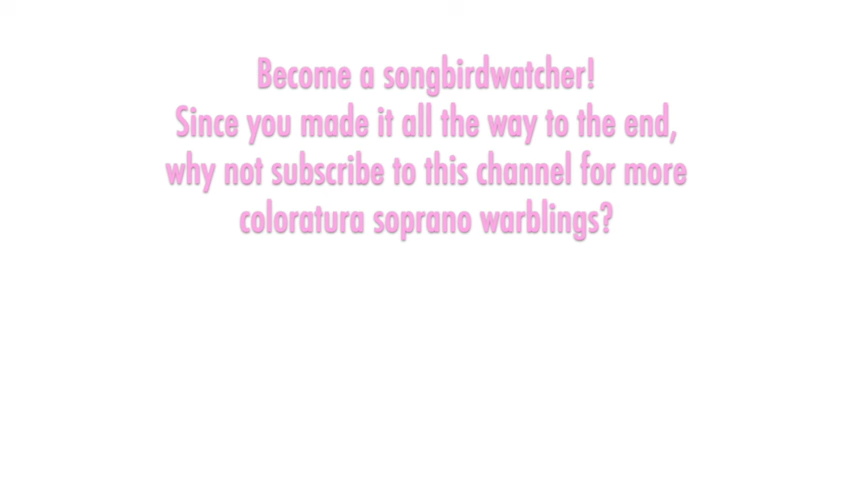 Become a songbirdwatcher!
Since you made it all the way to the end,
why not subscribe to this channel for more
coloratura soprano warblings?